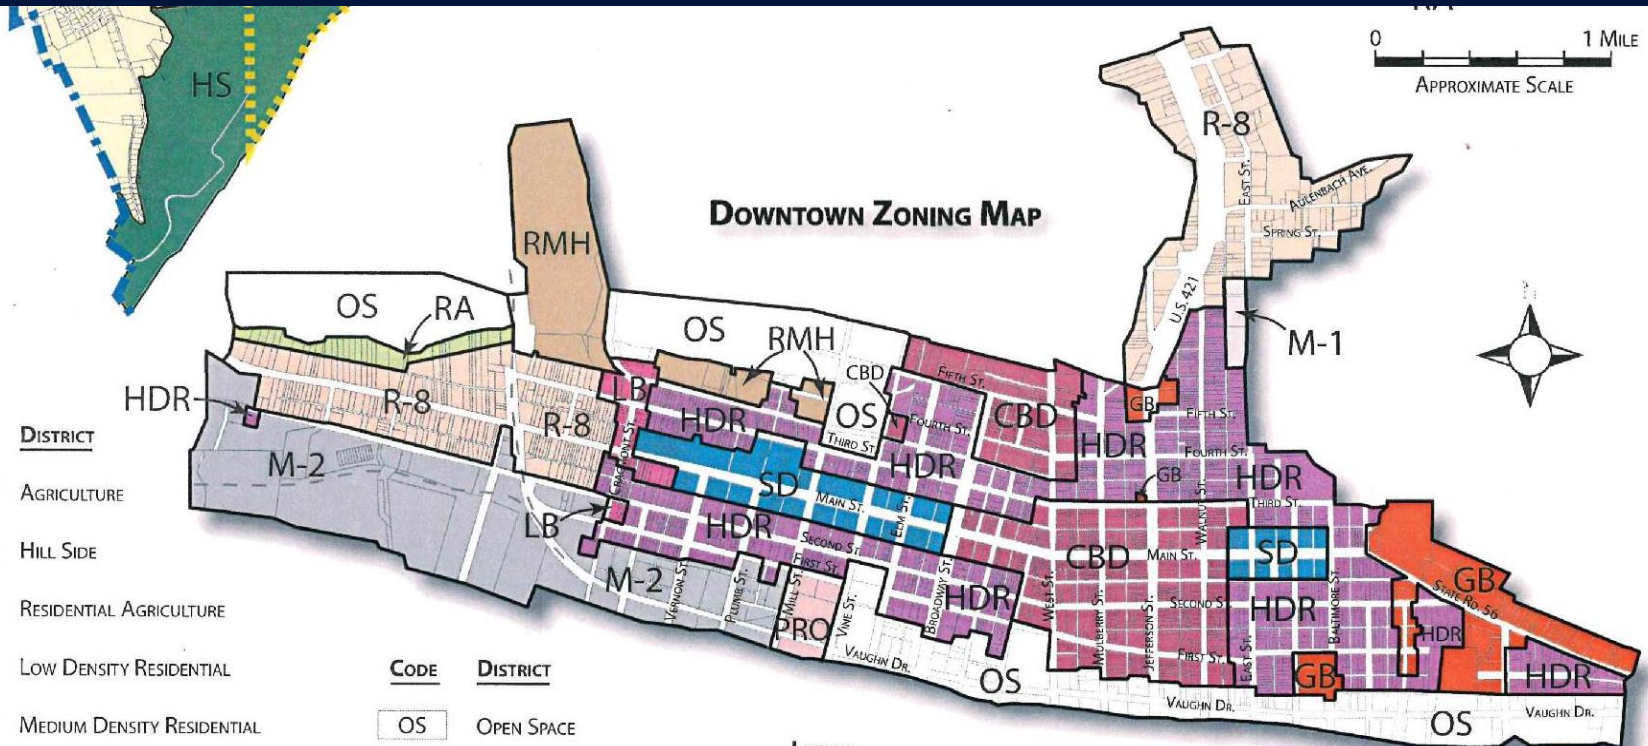 RA
0 1 MILE
APPROXIMATE SCALE
HS
R-8
EAST ST.
AULENBACH AVE.
SPRING ST.
DOWNTOWN ZONING MAP
RMH
U.S. 421
M-1
OS
RA
OS
RMH
CBD
FIFTH ST.
HDR
R-8
R-8
LB
HDR
OS
THIRD ST.
FOURTH ST.
CBD
HDR
GB
FIFTH ST.
FOURTH ST.
DISTRICT
AGRICULTURE
HILL SIDE
RESIDENTIAL AGRICULTURE
LOW DENSITY RESIDENTIAL
MEDIUM DENSITY RESIDENTIAL
M-2
LB
SD
MAIN ST.
ELM ST.
HDR
GB
WALNUT ST.
HDR
THIRD ST.
HDR
SECOND ST.
FIRST ST.
CBD
MAIN ST.
SD
M-2
VERNON ST.
PLUMB ST.
MILL ST.
PRO
VINE ST.
BROADWAY ST.
HDR
WEST ST.
MULBERRY ST.
JEFFERSON ST.
SECOND ST.
FIRST ST.
EAST ST.
HDR
BALTIMORE ST.
GB
STATE RD. 56
HDR
GB
HDR
VAUGHN DR.
OS
VAUGHN DR.
OS
VAUGHN DR.
CODE DISTRICT
OS OPEN SPACE